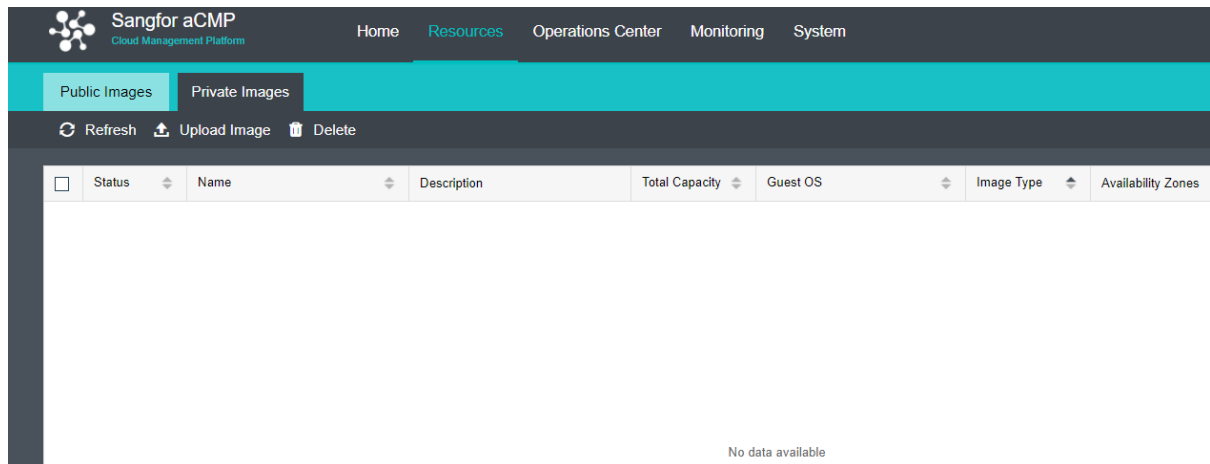 Sangfor aCMP
Cloud Management Platform
Home Resources Operations Center Monitoring System
Public Images Private Images
Refresh Upload Image Delete
Status Name Description Total Capacity Guest OS Image Type Availability Zones
No data available